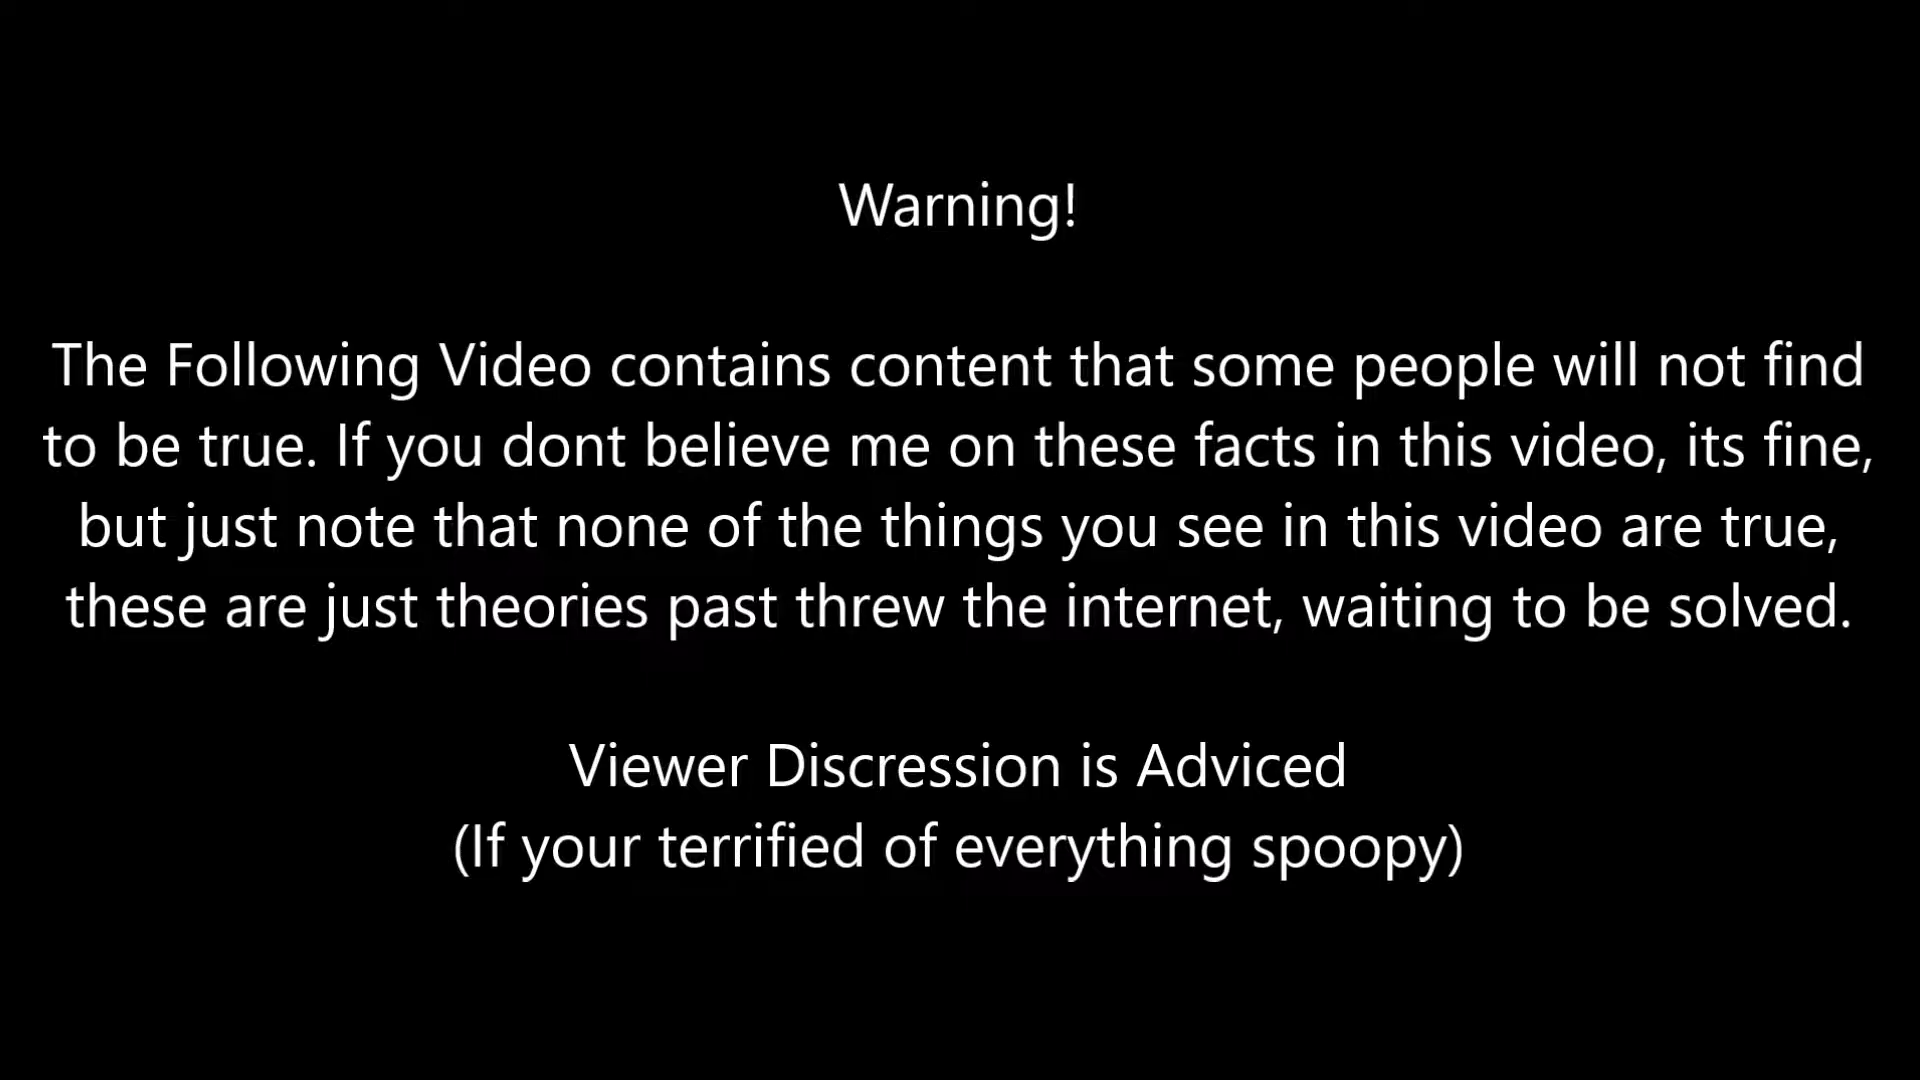 Warning!
The Following Video contains content that some people will not find
to be true. If you dont believe me on these facts in this video, its fine,
but just note that none of the things you see in this video are true,
these are just theories past threw the internet, waiting to be solved.
Viewer Discression is Adviced
(If your terrified of everything spoopy)